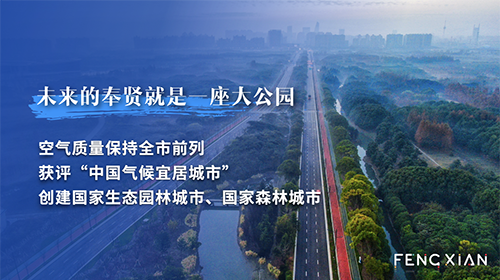 未来的奉贤就是一座大公园
空气质量保持全市前列
获评“中国气候宜居城市”
创建国家生态园林城市、国家森林城市
FENGXIAN